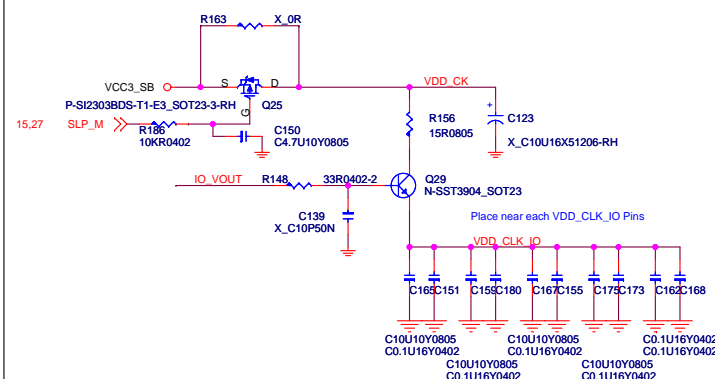 R163
X_0R
VCC3_SB
S
D
VDD_CK
P-SI2303BDS-T1-E3_SOT23-3-RH
Q25
G
15,27
SLP_M
R186
10KR0402
C150
C4.7U10Y0805
R156
15R0805
+
C123
X_C10U16X51206-RH
IO_VOUT
R148
33R0402-2
Q29
N-SST3904_SOT23
C139
X_C10P50N
Place near each VDD_CLK_IO Pins
VDD_CLK_IO
C165
C151
C159
C180
C167
C155
C175
C173
C162
C168
C10U10Y0805
C0.1U16Y0402
C10U10Y0805
C0.1U16Y0402
C0.1U16Y0402
C0.1U16Y0402
C10U10Y0805
C0.1U16Y0402
C10U10Y0805
C0.1U16Y0402